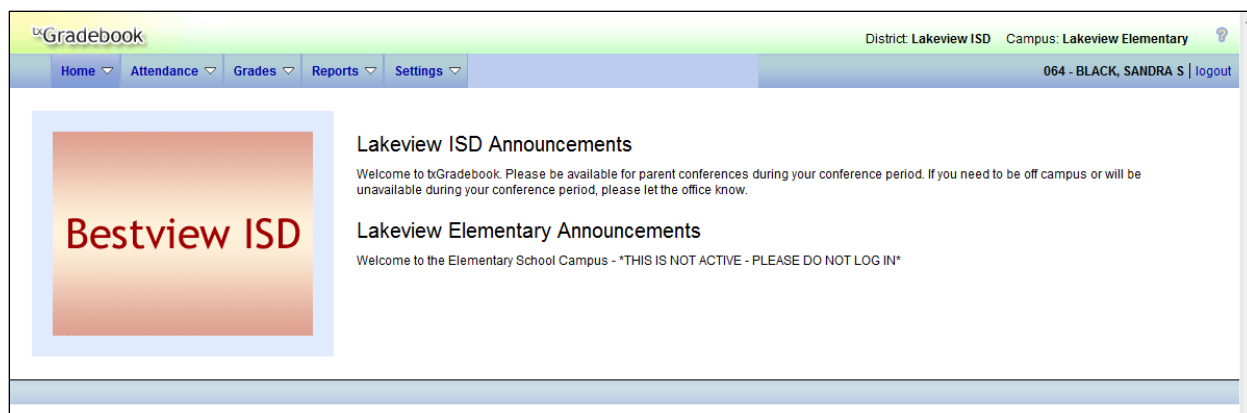 txGradebook
District: Lakeview ISD Campus: Lakeview Elementary ?
Home Attendance Grades Reports Settings
064 - BLACK, SANDRA S | logout
Bestview ISD
Lakeview ISD Announcements
Welcome to txGradebook. Please be available for parent conferences during your conference period. If you need to be off campus or will be
unavailable during your conference period, please let the office know.
Lakeview Elementary Announcements
Welcome to the Elementary School Campus - *THIS IS NOT ACTIVE - PLEASE DO NOT LOG IN*